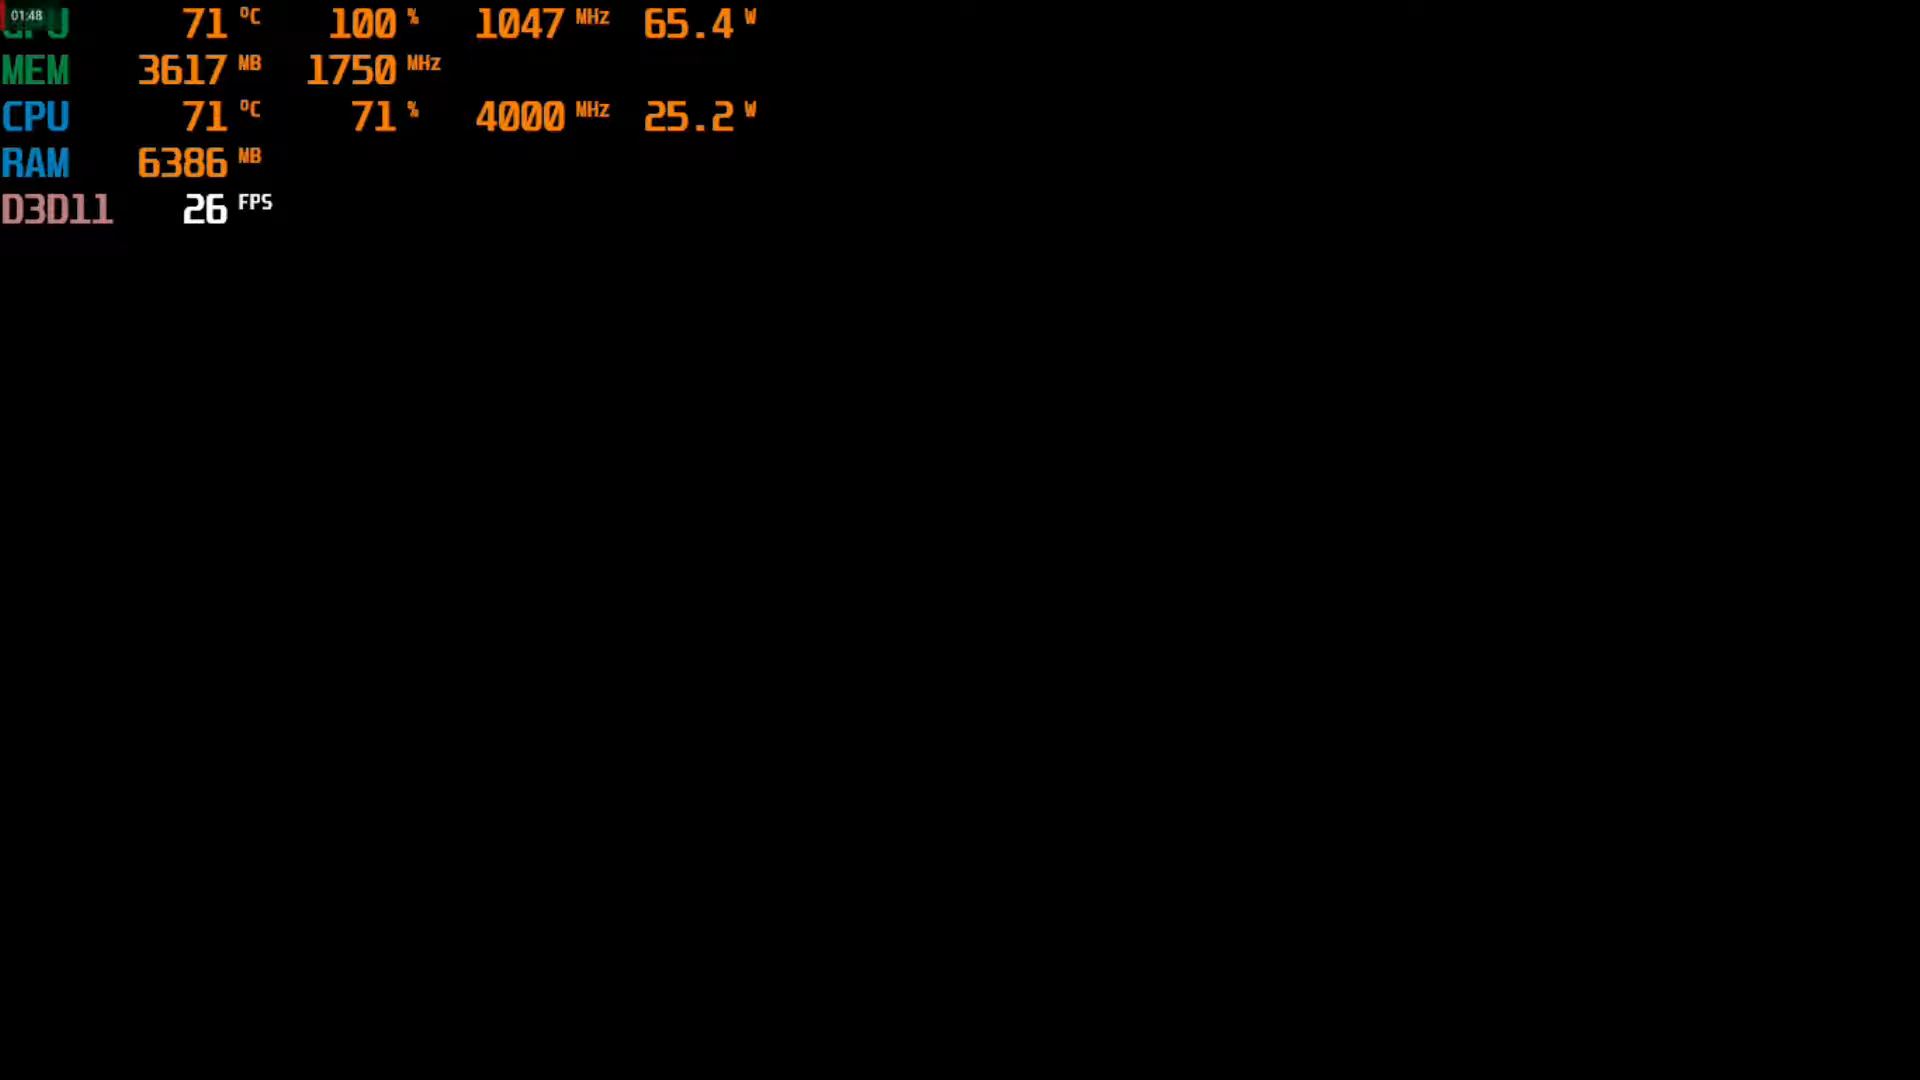 01:48
GPU 71 °C 100 % 1047 MHz 65.4 W
MEM 3617 MB 1750 MHz
CPU 71 °C 71 % 4000 MHz 25.2 W
RAM 6386 MB
D3D11 26 FPS